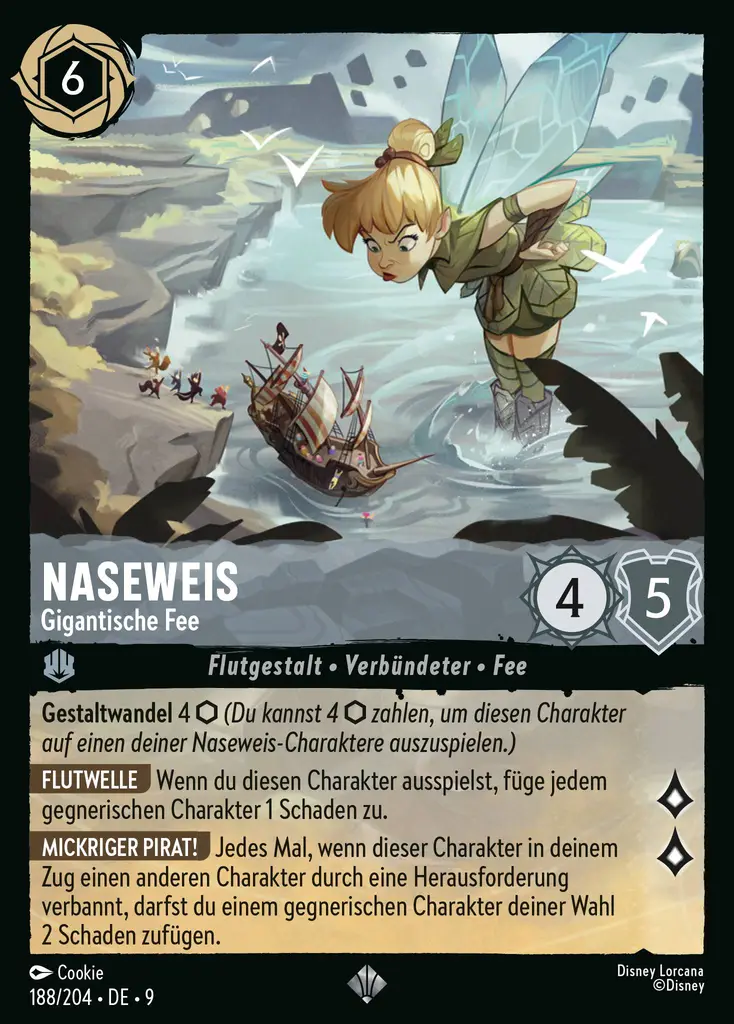 6
NASEWEIS
Gigantische Fee
4
5
Flutgestalt • Verbündeter • Fee
Gestaltwandel 4 ⬡ (Du kannst 4 ⬡ zahlen, um diesen Charakter
auf einen deiner Naseweis-Charaktere auszuspielen.)
FLUTWELLE Wenn du diesen Charakter ausspielst, füge jedem
gegnerischen Charakter 1 Schaden zu.
MICKRIGER PIRAT! Jedes Mal, wenn dieser Charakter in deinem
Zug einen anderen Charakter durch eine Herausforderung
verbannt, darfst du einem gegnerischen Charakter deiner Wahl
2 Schaden zufügen.
Cookie
188/204 • DE • 9
Disney Lorcana
©Disney